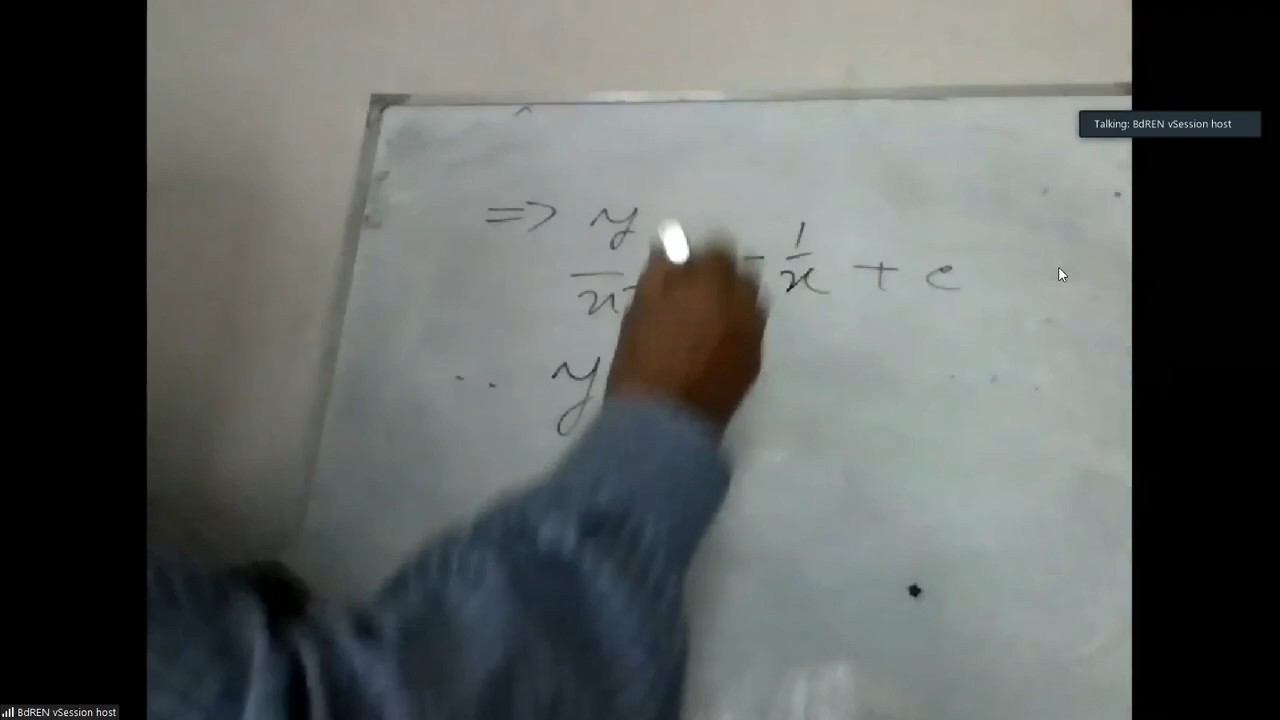 Talking: BdREN vSession host
=> y
— - 1/x + c
x
.. y
BdREN vSession host